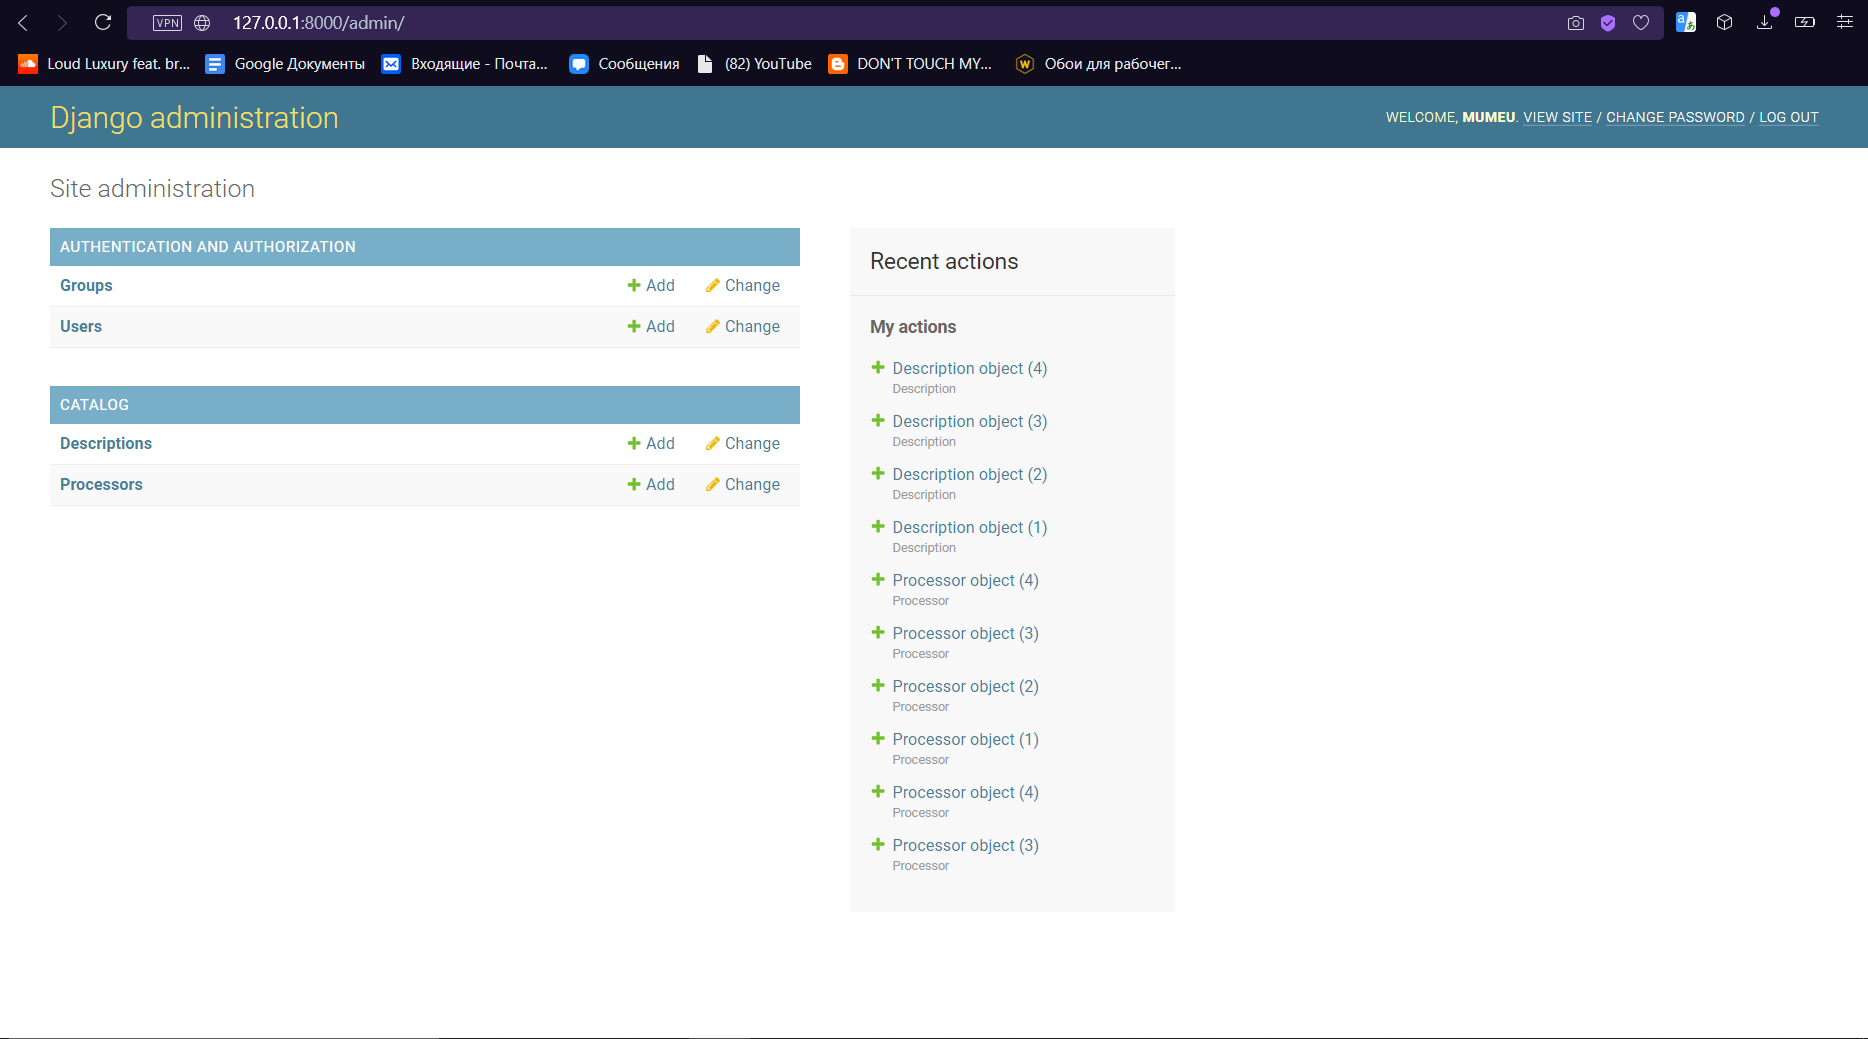 VPN 127.0.0.1:8000/admin/
Loud Luxury feat. br... Google Документы Входящие - Почта... Сообщения (82) YouTube DON'T TOUCH MY... Обои для рабочег...
Django administration
WELCOME, MUMEU. VIEW SITE / CHANGE PASSWORD / LOG OUT
Site administration
AUTHENTICATION AND AUTHORIZATION
Groups Add Change
Users Add Change
CATALOG
Descriptions Add Change
Processors Add Change
Recent actions
My actions
Description object (4)
Description
Description object (3)
Description
Description object (2)
Description
Description object (1)
Description
Processor object (4)
Processor
Processor object (3)
Processor
Processor object (2)
Processor
Processor object (1)
Processor
Processor object (4)
Processor
Processor object (3)
Processor